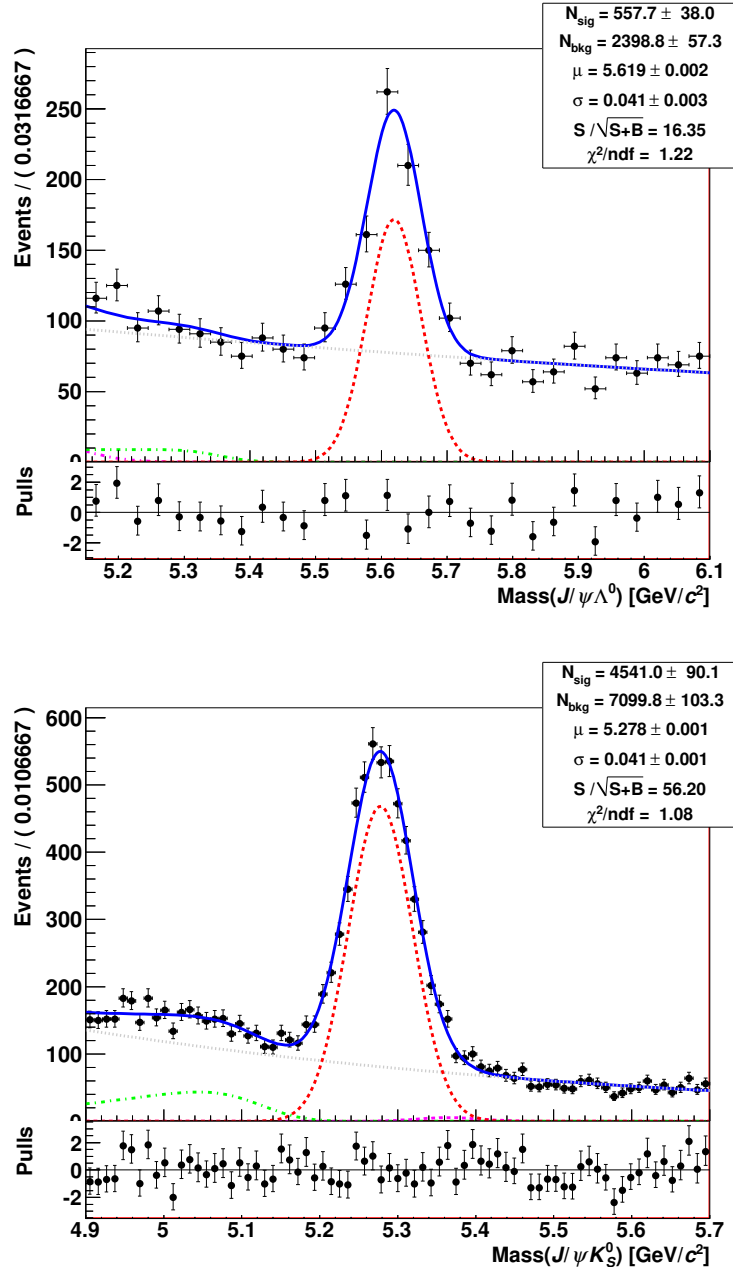 N_sig = 557.7 ± 38.0
N_bkg = 2398.8 ± 57.3
μ = 5.619 ± 0.002
σ = 0.041 ± 0.003
S /√S+B = 16.35
χ²/ndf = 1.22
Events / ( 0.0316667 )
250
200
150
100
50
0
Pulls
2
0
-2
5.2 5.3 5.4 5.5 5.6 5.7 5.8 5.9 6 6.1
Mass(J/ψΛ⁰) [GeV/c²]
N_sig = 4541.0 ± 90.1
N_bkg = 7099.8 ± 103.3
μ = 5.278 ± 0.001
σ = 0.041 ± 0.001
S /√S+B = 56.20
χ²/ndf = 1.08
Events / ( 0.0106667 )
600
500
400
300
200
100
0
Pulls
2
0
-2
4.9 5 5.1 5.2 5.3 5.4 5.5 5.6 5.7
Mass(J/ψK_S⁰) [GeV/c²]